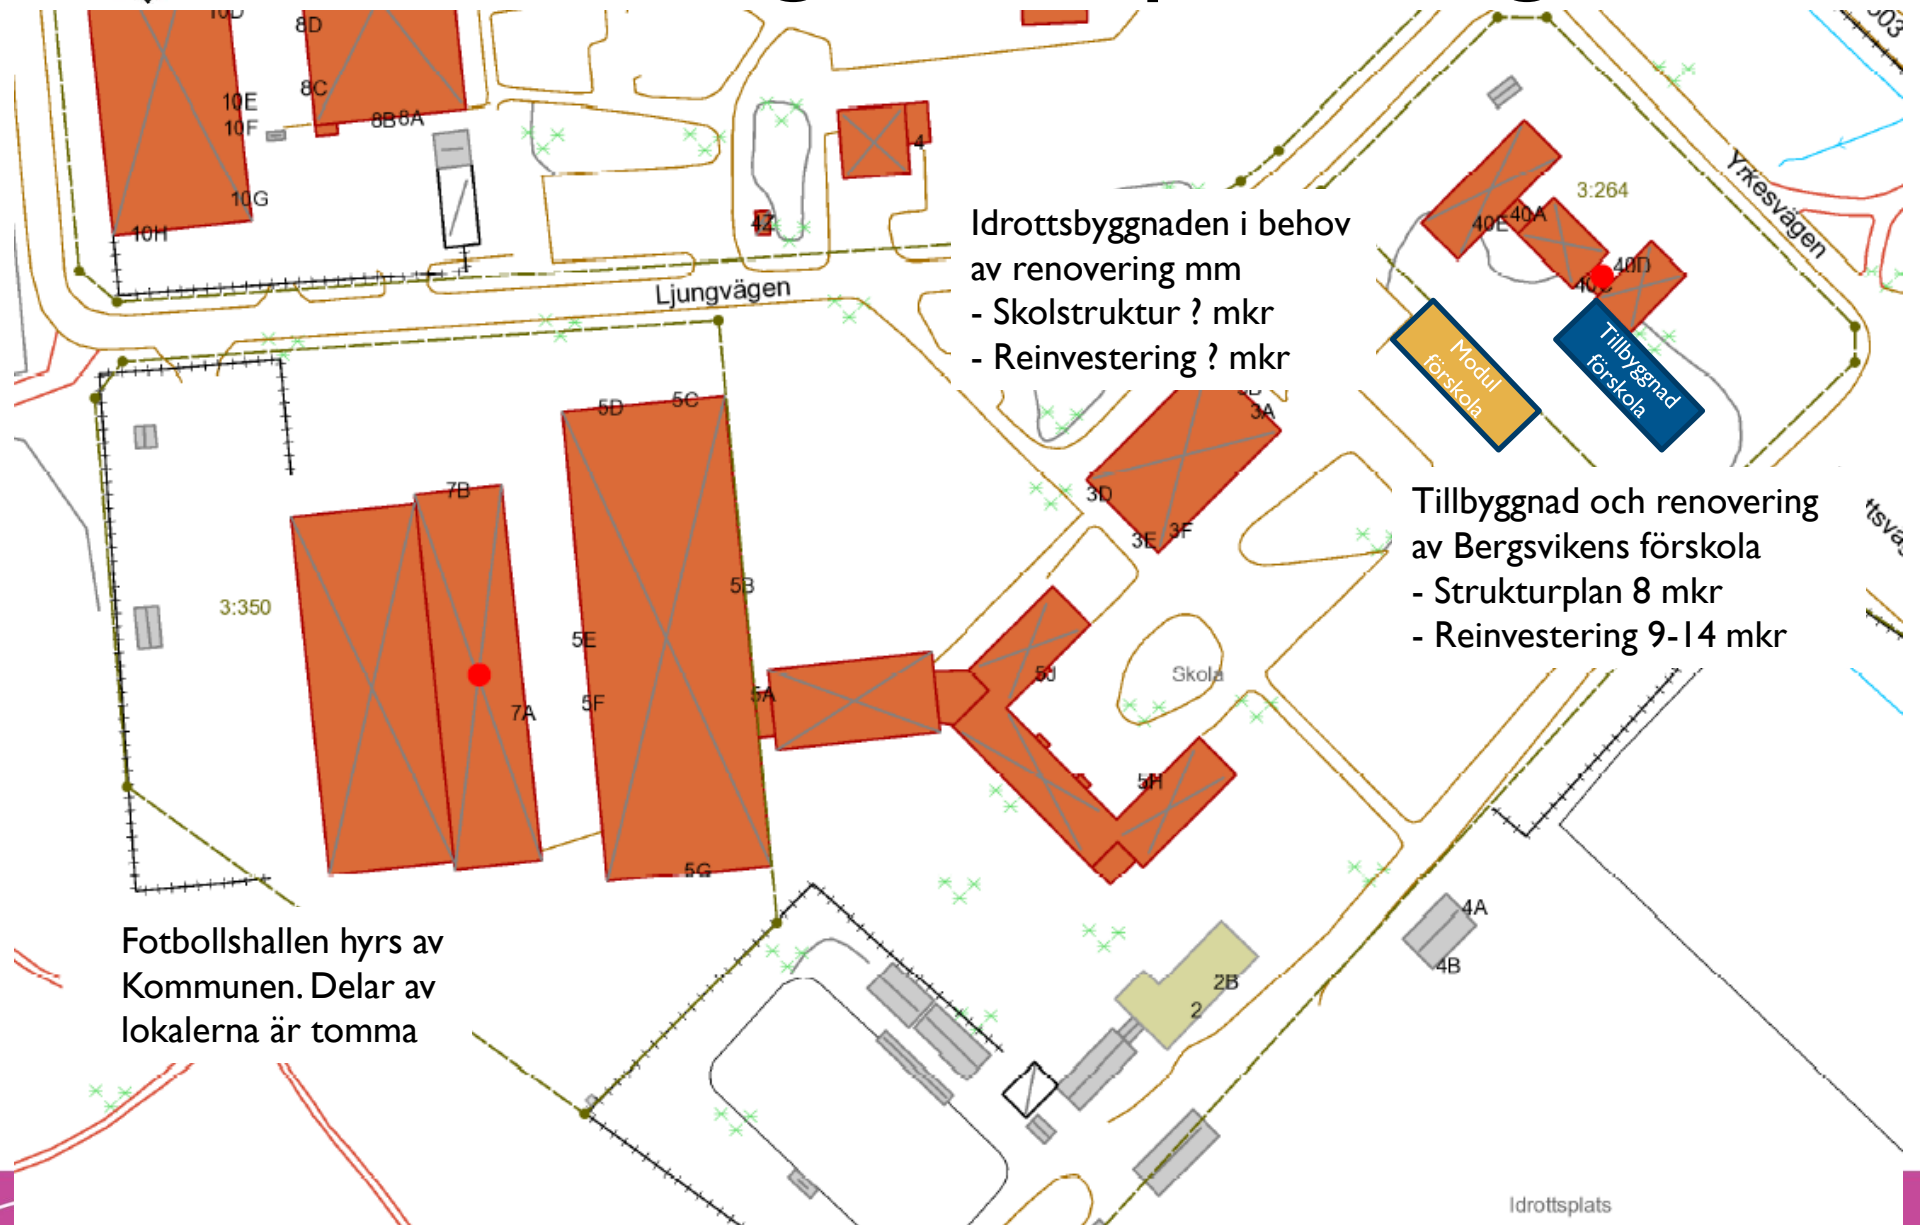 10D
8D
8C
10E
10F
8B
8A
10G
10H
4
4Z
Ljungvägen
Yrkesvägen
3:264
40A
40E
40D
40C
Idrottsbyggnaden i behov
av renovering mm
- Skolstruktur ? mkr
- Reinvestering ? mkr
Modul
förskola
Tillbyggnad
förskola
5D
5C
3A
3D
3E
3F
7B
Tillbyggnad och renovering
av Bergsvikens förskola
- Strukturplan 8 mkr
- Reinvestering 9-14 mkr
3:350
5B
5E
5F
5A
7A
5J
Skola
5H
5G
Fotbollshallen hyrs av
Kommunen. Delar av
lokalerna är tomma
4A
4B
2B
2
Idrottsplats